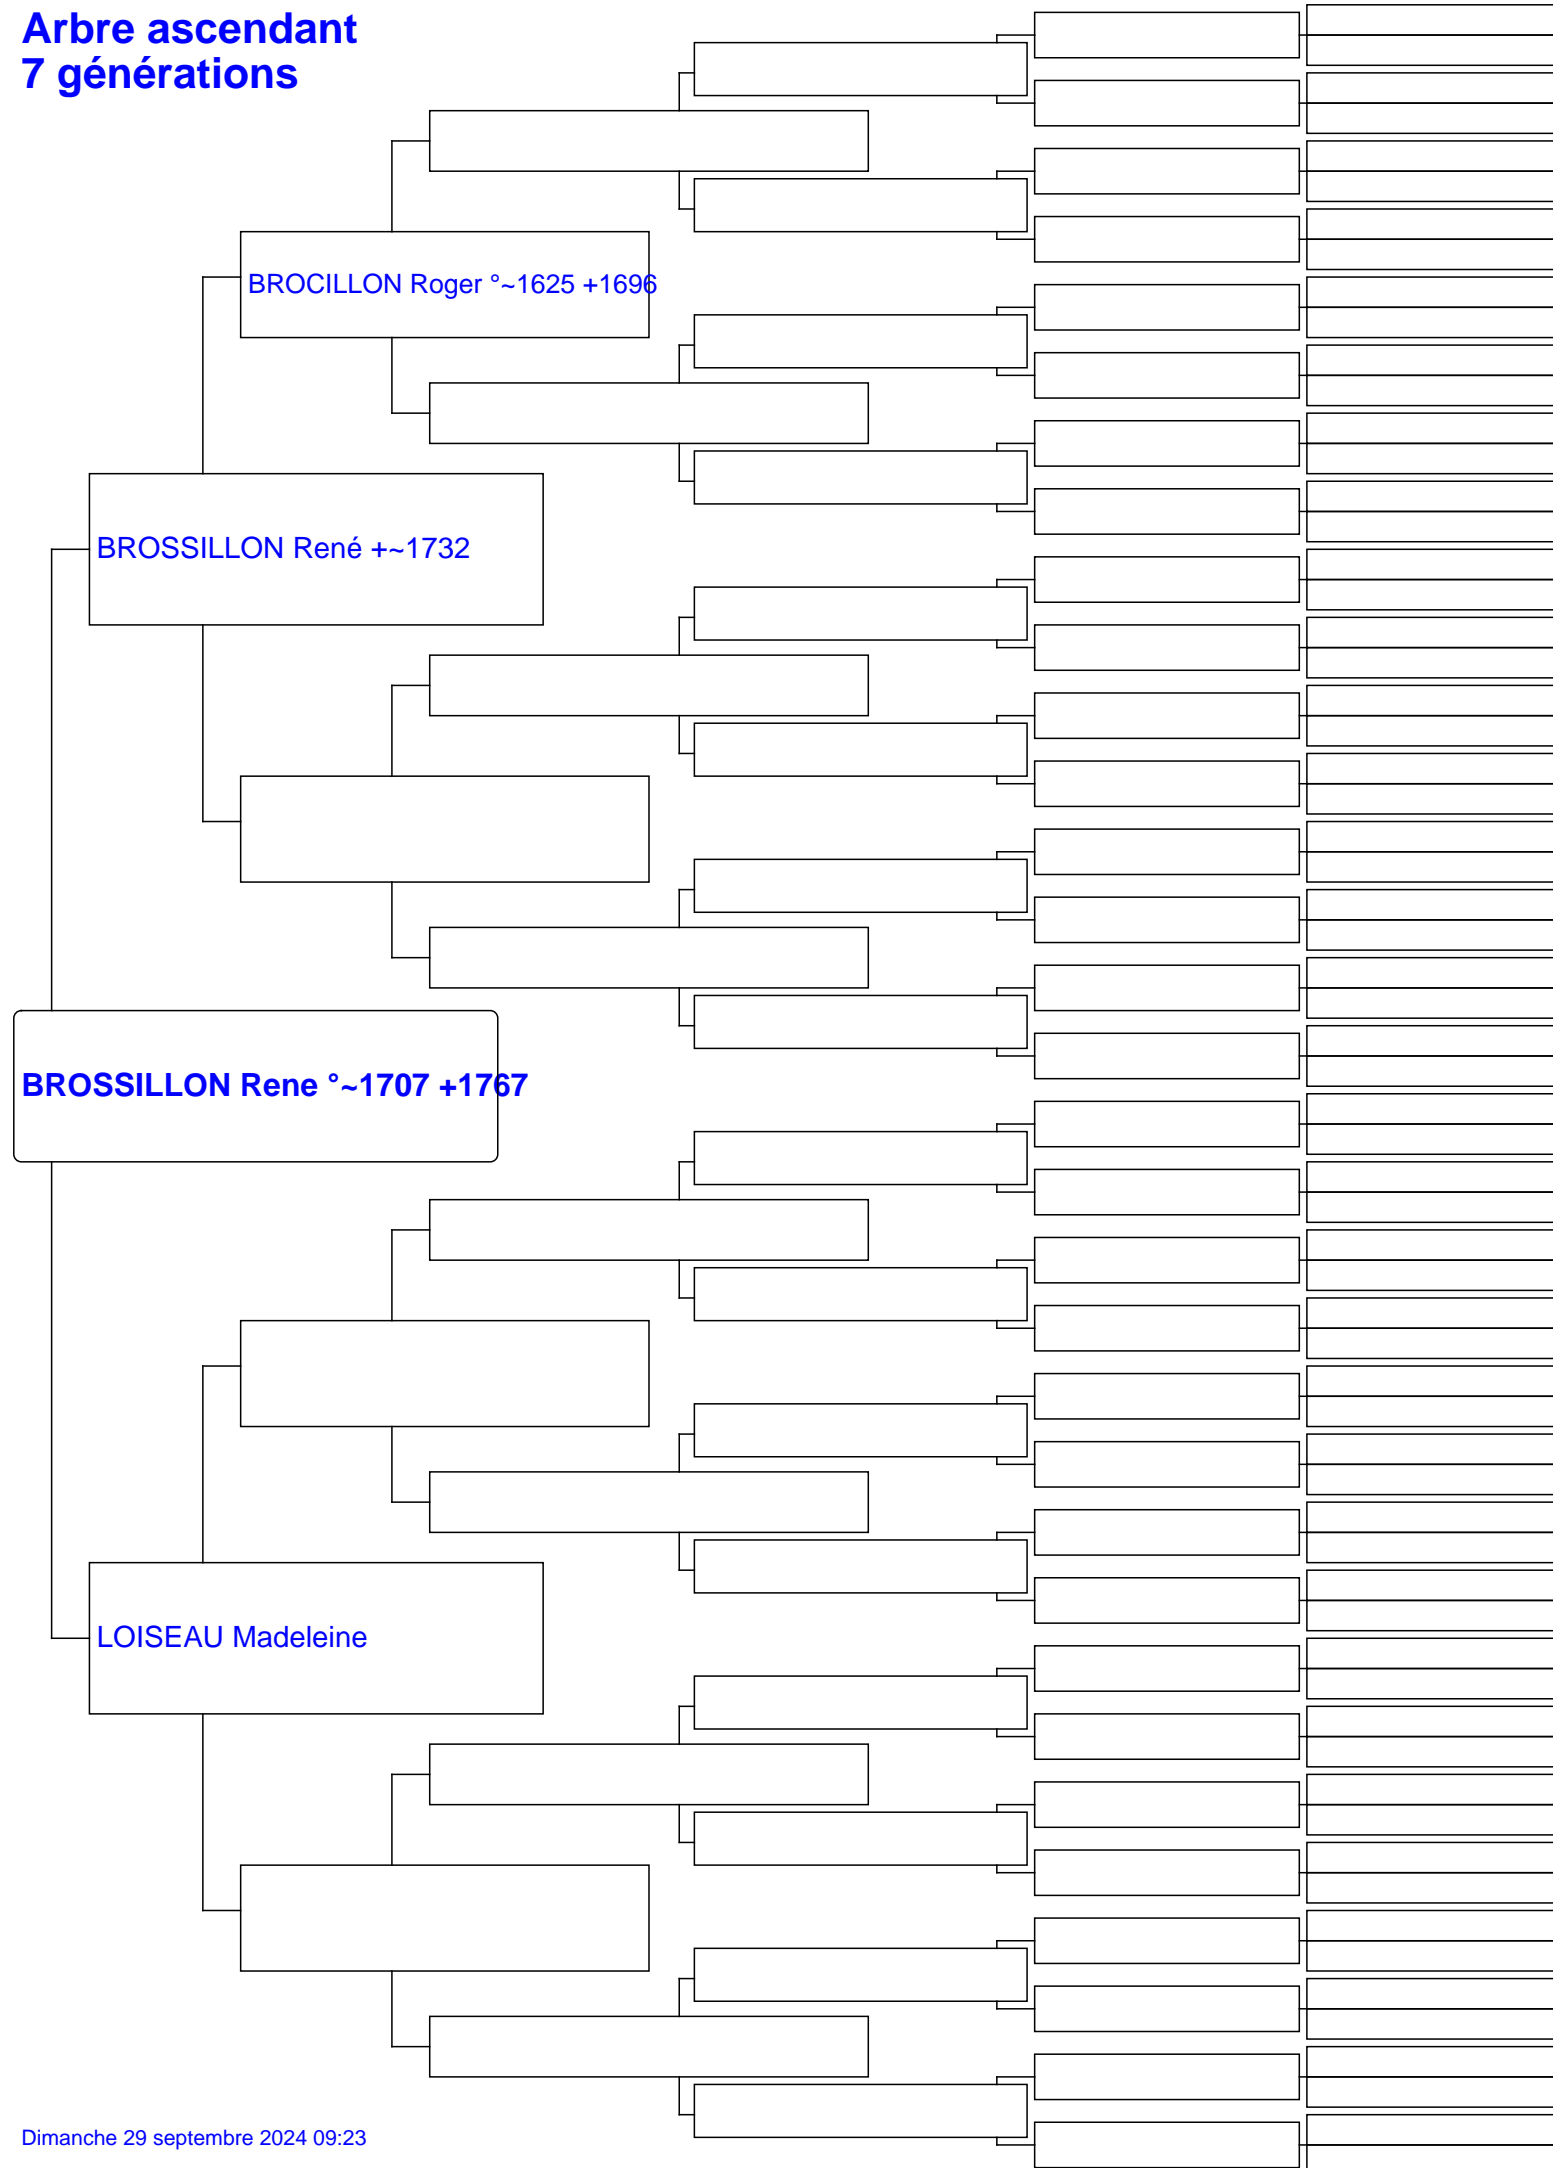 Arbre ascendant
7 générations
BROCILLON Roger °~1625 +1696
BROSSILLON René +~1732
BROSSILLON Rene °~1707 +1767
LOISEAU Madeleine
Dimanche 29 septembre 2024 09:23